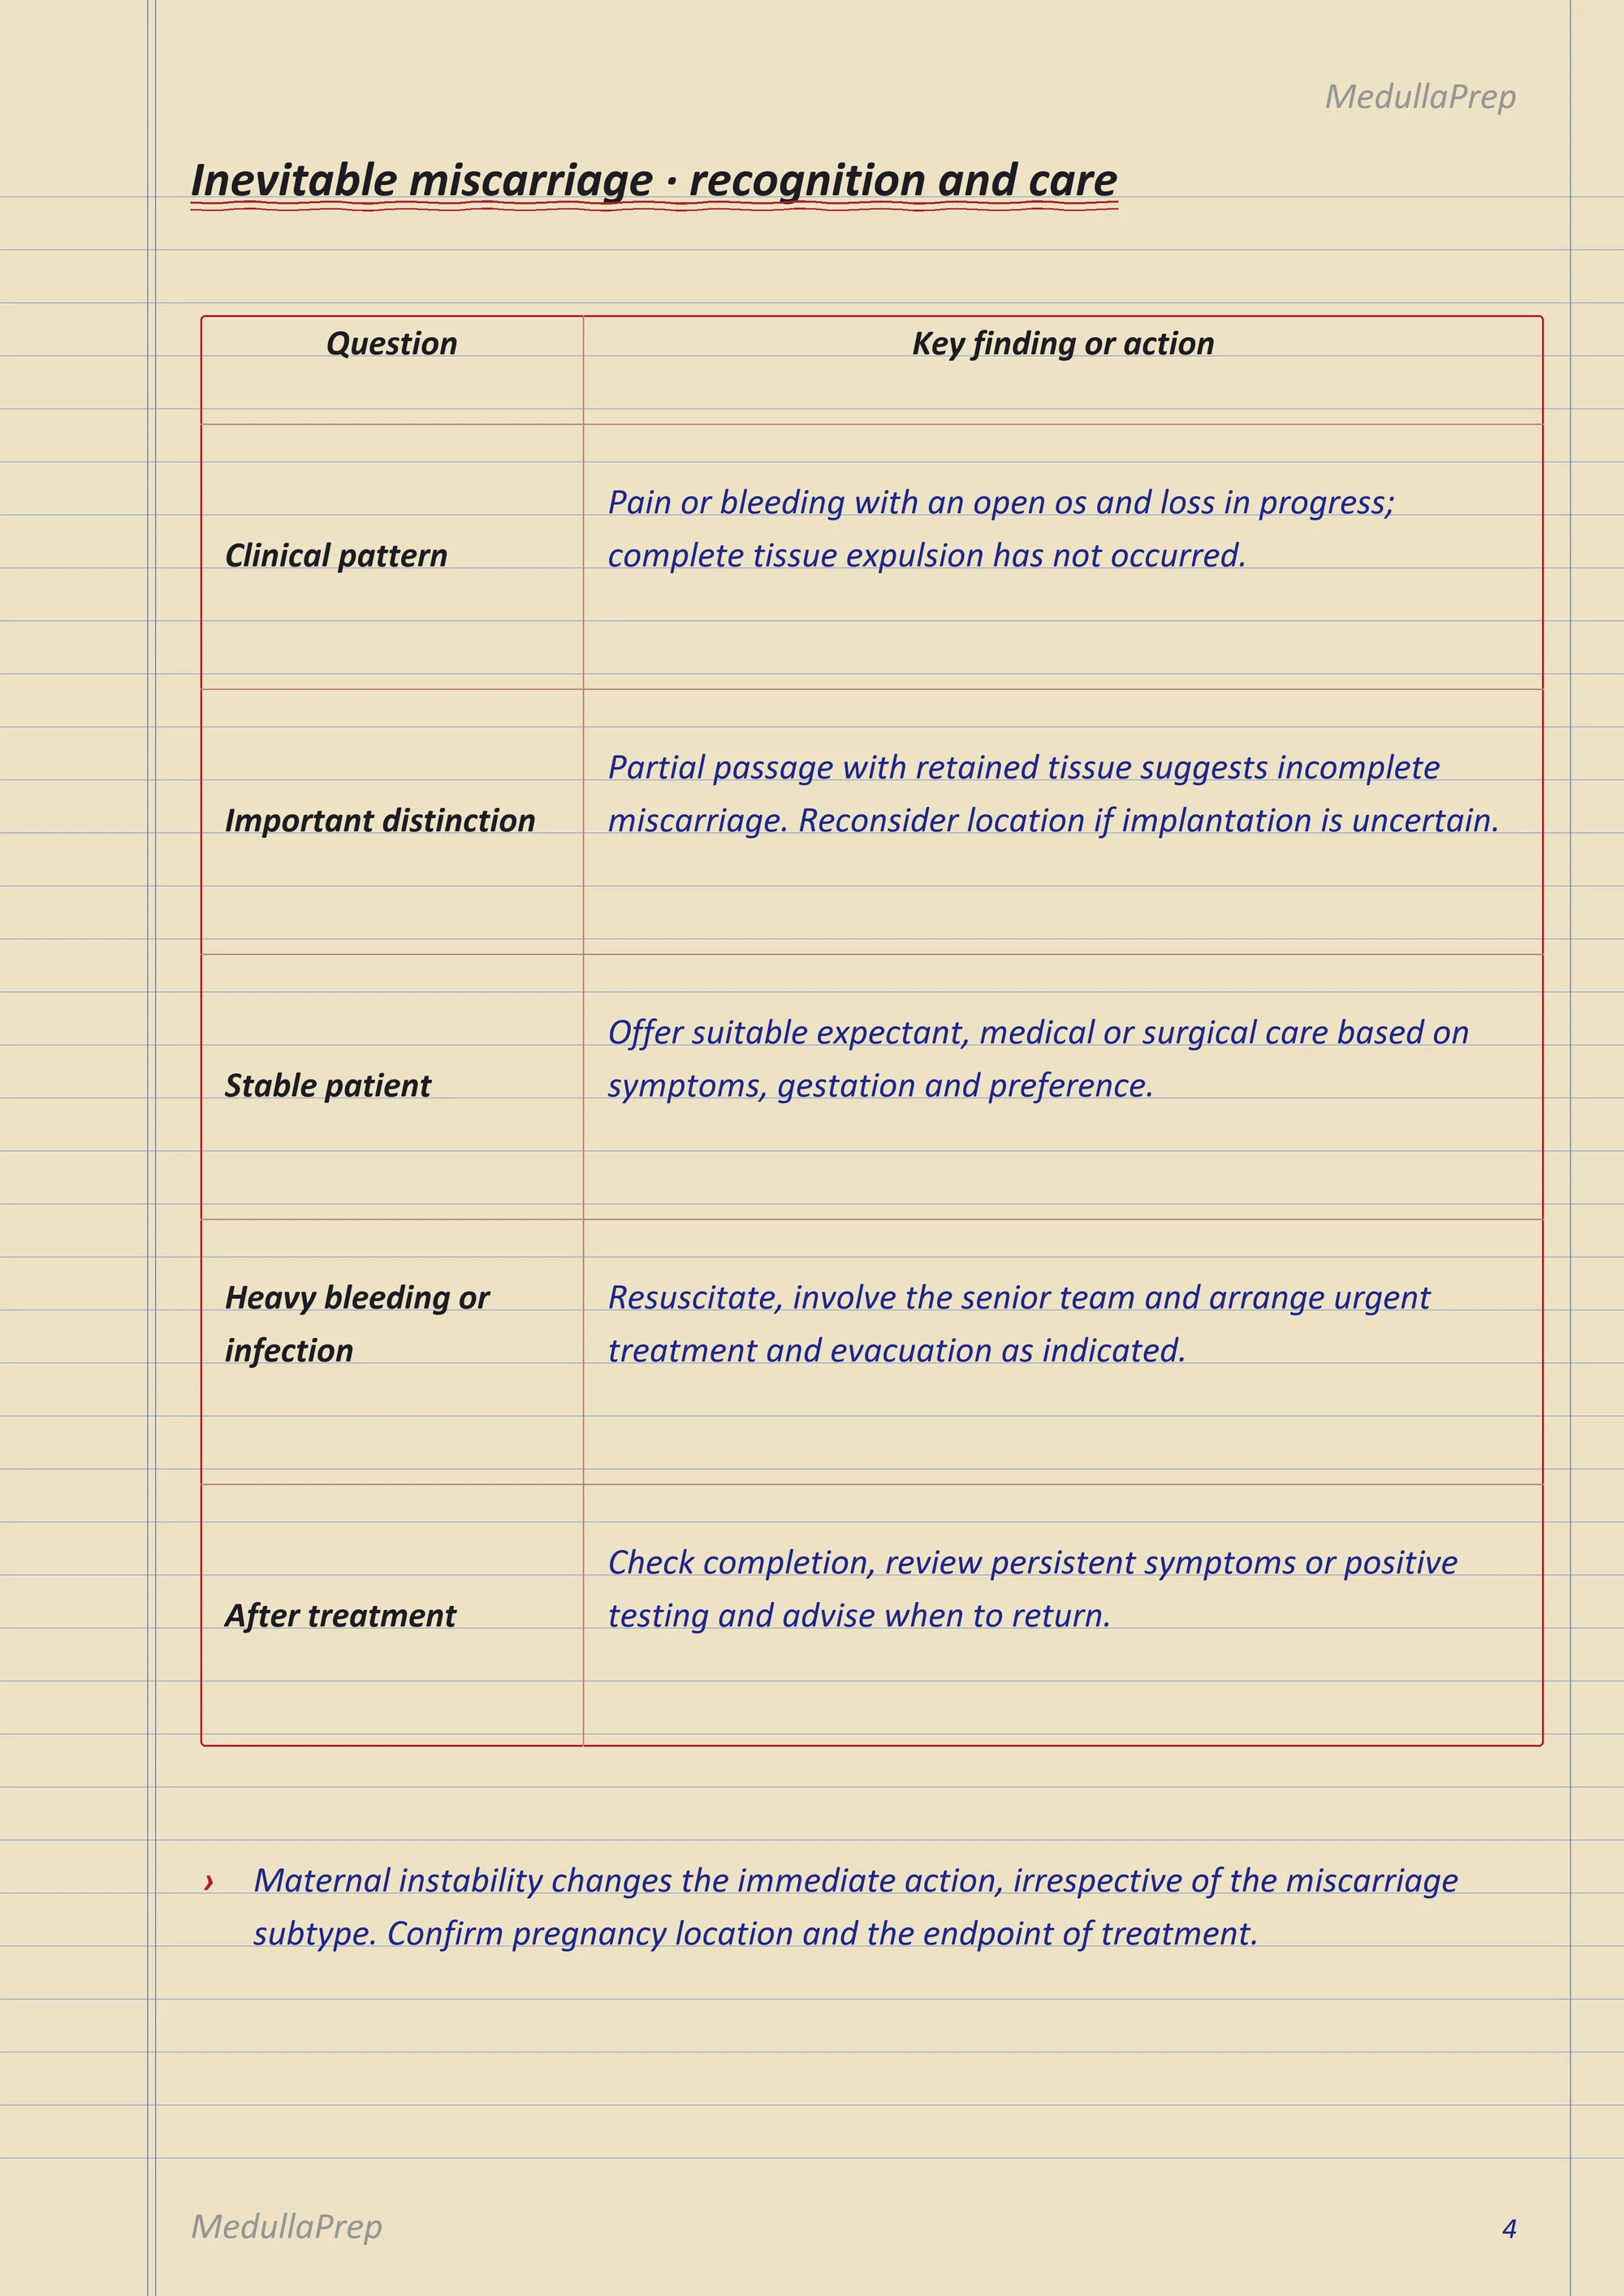 MedullaPrep
Inevitable miscarriage · recognition and care
Question
Key finding or action
Clinical pattern
Pain or bleeding with an open os and loss in progress;
complete tissue expulsion has not occurred.
Important distinction
Partial passage with retained tissue suggests incomplete
miscarriage. Reconsider location if implantation is uncertain.
Stable patient
Offer suitable expectant, medical or surgical care based on
symptoms, gestation and preference.
Heavy bleeding or
infection
Resuscitate, involve the senior team and arrange urgent
treatment and evacuation as indicated.
After treatment
Check completion, review persistent symptoms or positive
testing and advise when to return.
› Maternal instability changes the immediate action, irrespective of the miscarriage
subtype. Confirm pregnancy location and the endpoint of treatment.
MedullaPrep
4